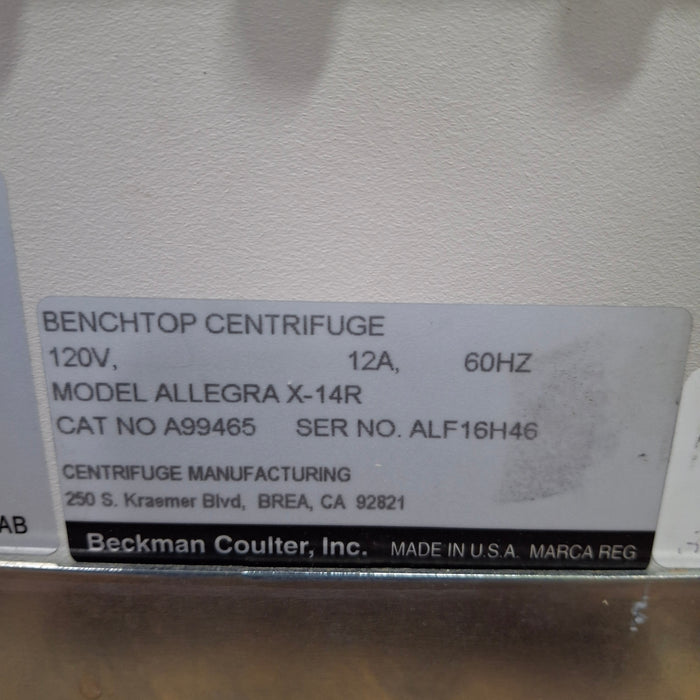 BENCHTOP CENTRIFUGE
120V, 12A, 60HZ
MODEL ALLEGRA X-14R
CAT NO A99465 SER NO. ALF16H46
CENTRIFUGE MANUFACTURING
250 S. Kraemer Blvd, BREA, CA 92821
AB
Beckman Coulter, Inc. MADE IN U.S.A. MARCA REG